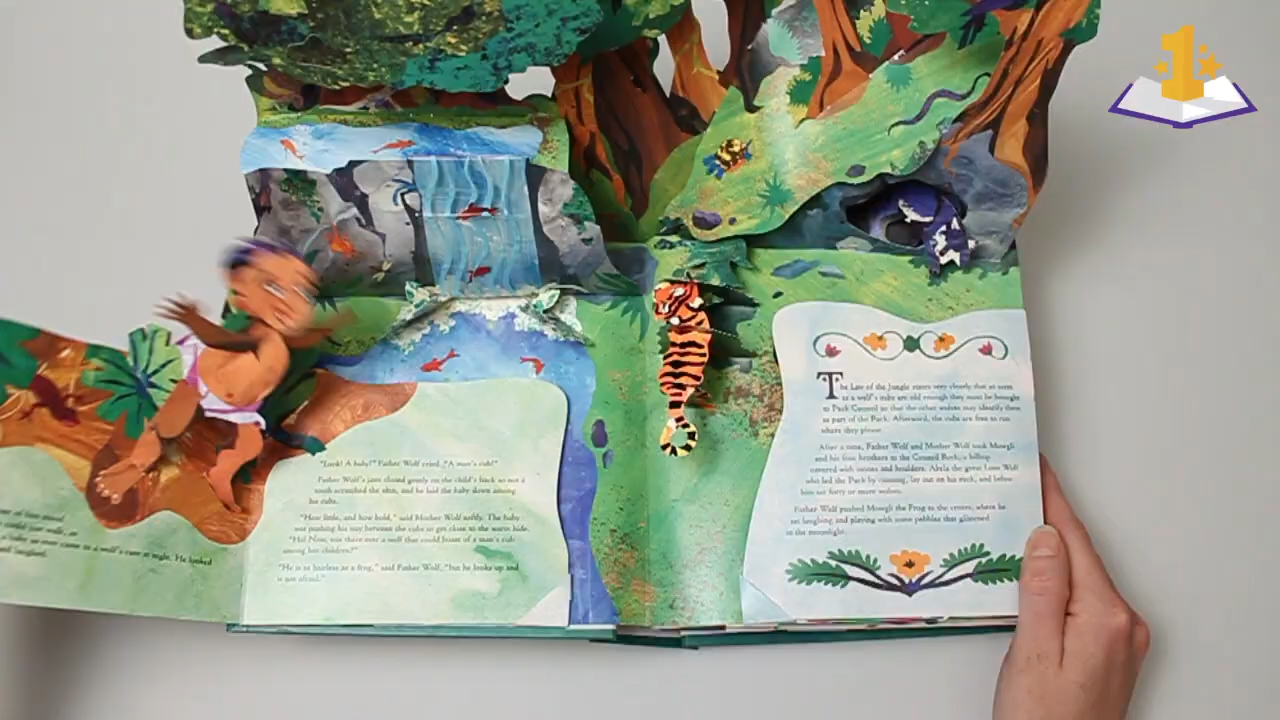 1
he looked
"Look! A baby!" Father Wolf cried. "A man's cub!"
Father Wolf's jaws closed gently on the child's back so not a
tooth scratched the skin, and he laid the baby down among
his cubs.
"How little, and how bold," said Mother Wolf softly. The baby
was pushing his way between the cubs to get close to the warm hide.
"Ha! Now, was there ever a wolf that could boast of a man's cub
among her children?"
"He is as hairless as a frog," said Father Wolf, "but he looks up and
is not afraid."
The Law of the Jungle states very clearly that as soon
as a wolf's cubs are old enough they must be brought
to Pack Council so that the other wolves may identify them
as part of the Pack. Afterward, the cubs are free to run
where they please.
After a time, Father Wolf and Mother Wolf took Mowgli
and his four brothers to the Council Rock, a hilltop
covered with stones and boulders. Akela the great Lone Wolf
who led the Pack by cunning, lay out on his rock, and below
him sat forty or more wolves.
Father Wolf pushed Mowgli the Frog to the center, where he
sat laughing and playing with some pebbles that glittered
in the moonlight.